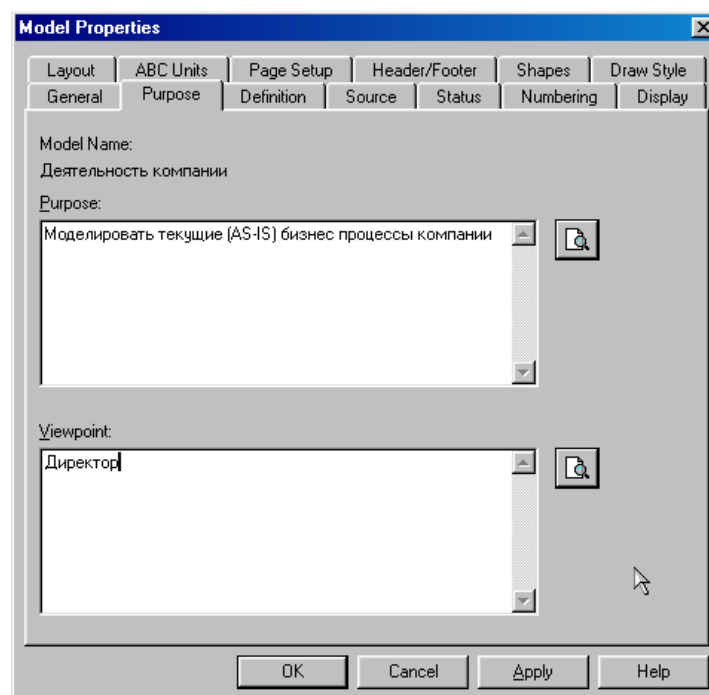 Model Properties
Layout ABC Units Page Setup Header/Footer Shapes Draw Style
General Purpose Definition Source Status Numbering Display
Model Name:
Деятельность компании
Purpose:
Моделировать текущие (AS-IS) бизнес процессы компании
Viewpoint:
Директор
OK Cancel Apply Help